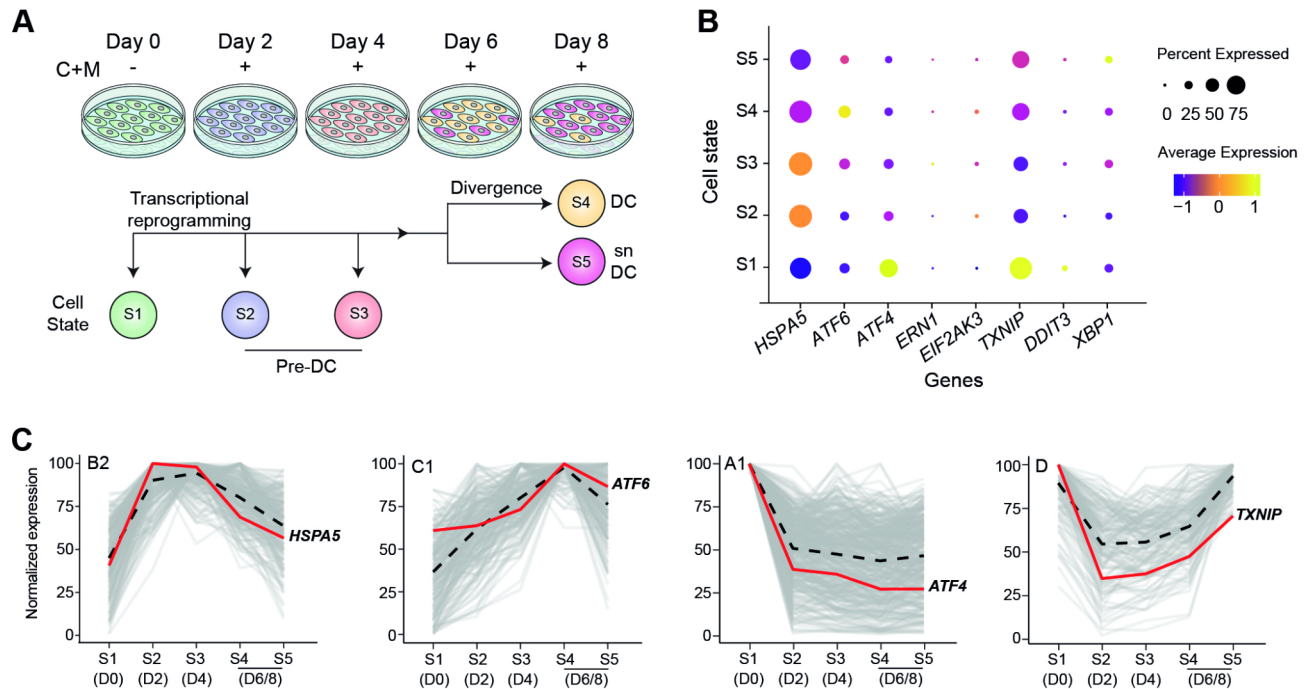 A
Day 0 Day 2 Day 4 Day 6 Day 8
C+M - + + + +
Transcriptional
reprogramming
Divergence
S4 DC
S5 sn
DC
Cell
State
S1 S2 S3
Pre-DC
B
Cell state
S5
S4
S3
S2
S1
HSPA5 ATF6 ATF4 ERN1 EIF2AK3 TXNIP DDIT3 XBP1
Genes
Percent Expressed
0 25 50 75
Average Expression
−1 0 1
C
Normalized expression
B2
100
75
50
25
0
HSPA5
S1 S2 S3 S4 S5
(D0) (D2) (D4) (D6/8)
C1
100
75
50
25
0
ATF6
S1 S2 S3 S4 S5
(D0) (D2) (D4) (D6/8)
A1
100
75
50
25
0
ATF4
S1 S2 S3 S4 S5
(D0) (D2) (D4) (D6/8)
D
100
75
50
25
0
TXNIP
S1 S2 S3 S4 S5
(D0) (D2) (D4) (D6/8)